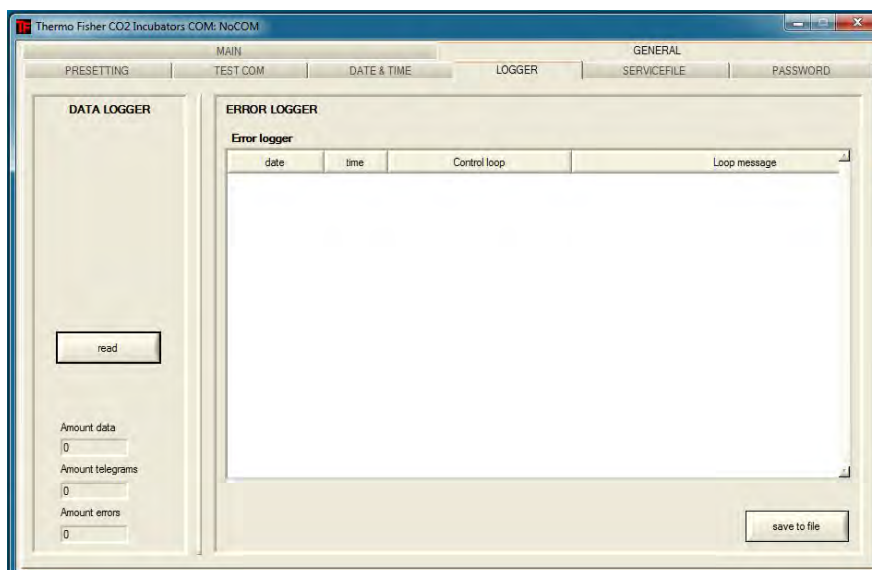 TF Thermo Fisher CO2 Incubators COM: NoCOM
MAIN GENERAL
PRESETTING TEST COM DATE & TIME LOGGER SERVICEFILE PASSWORD
DATA LOGGER
ERROR LOGGER
Error logger
date time Control loop Loop message
read
Amount data
0
Amount telegrams
0
Amount errors
0
save to file